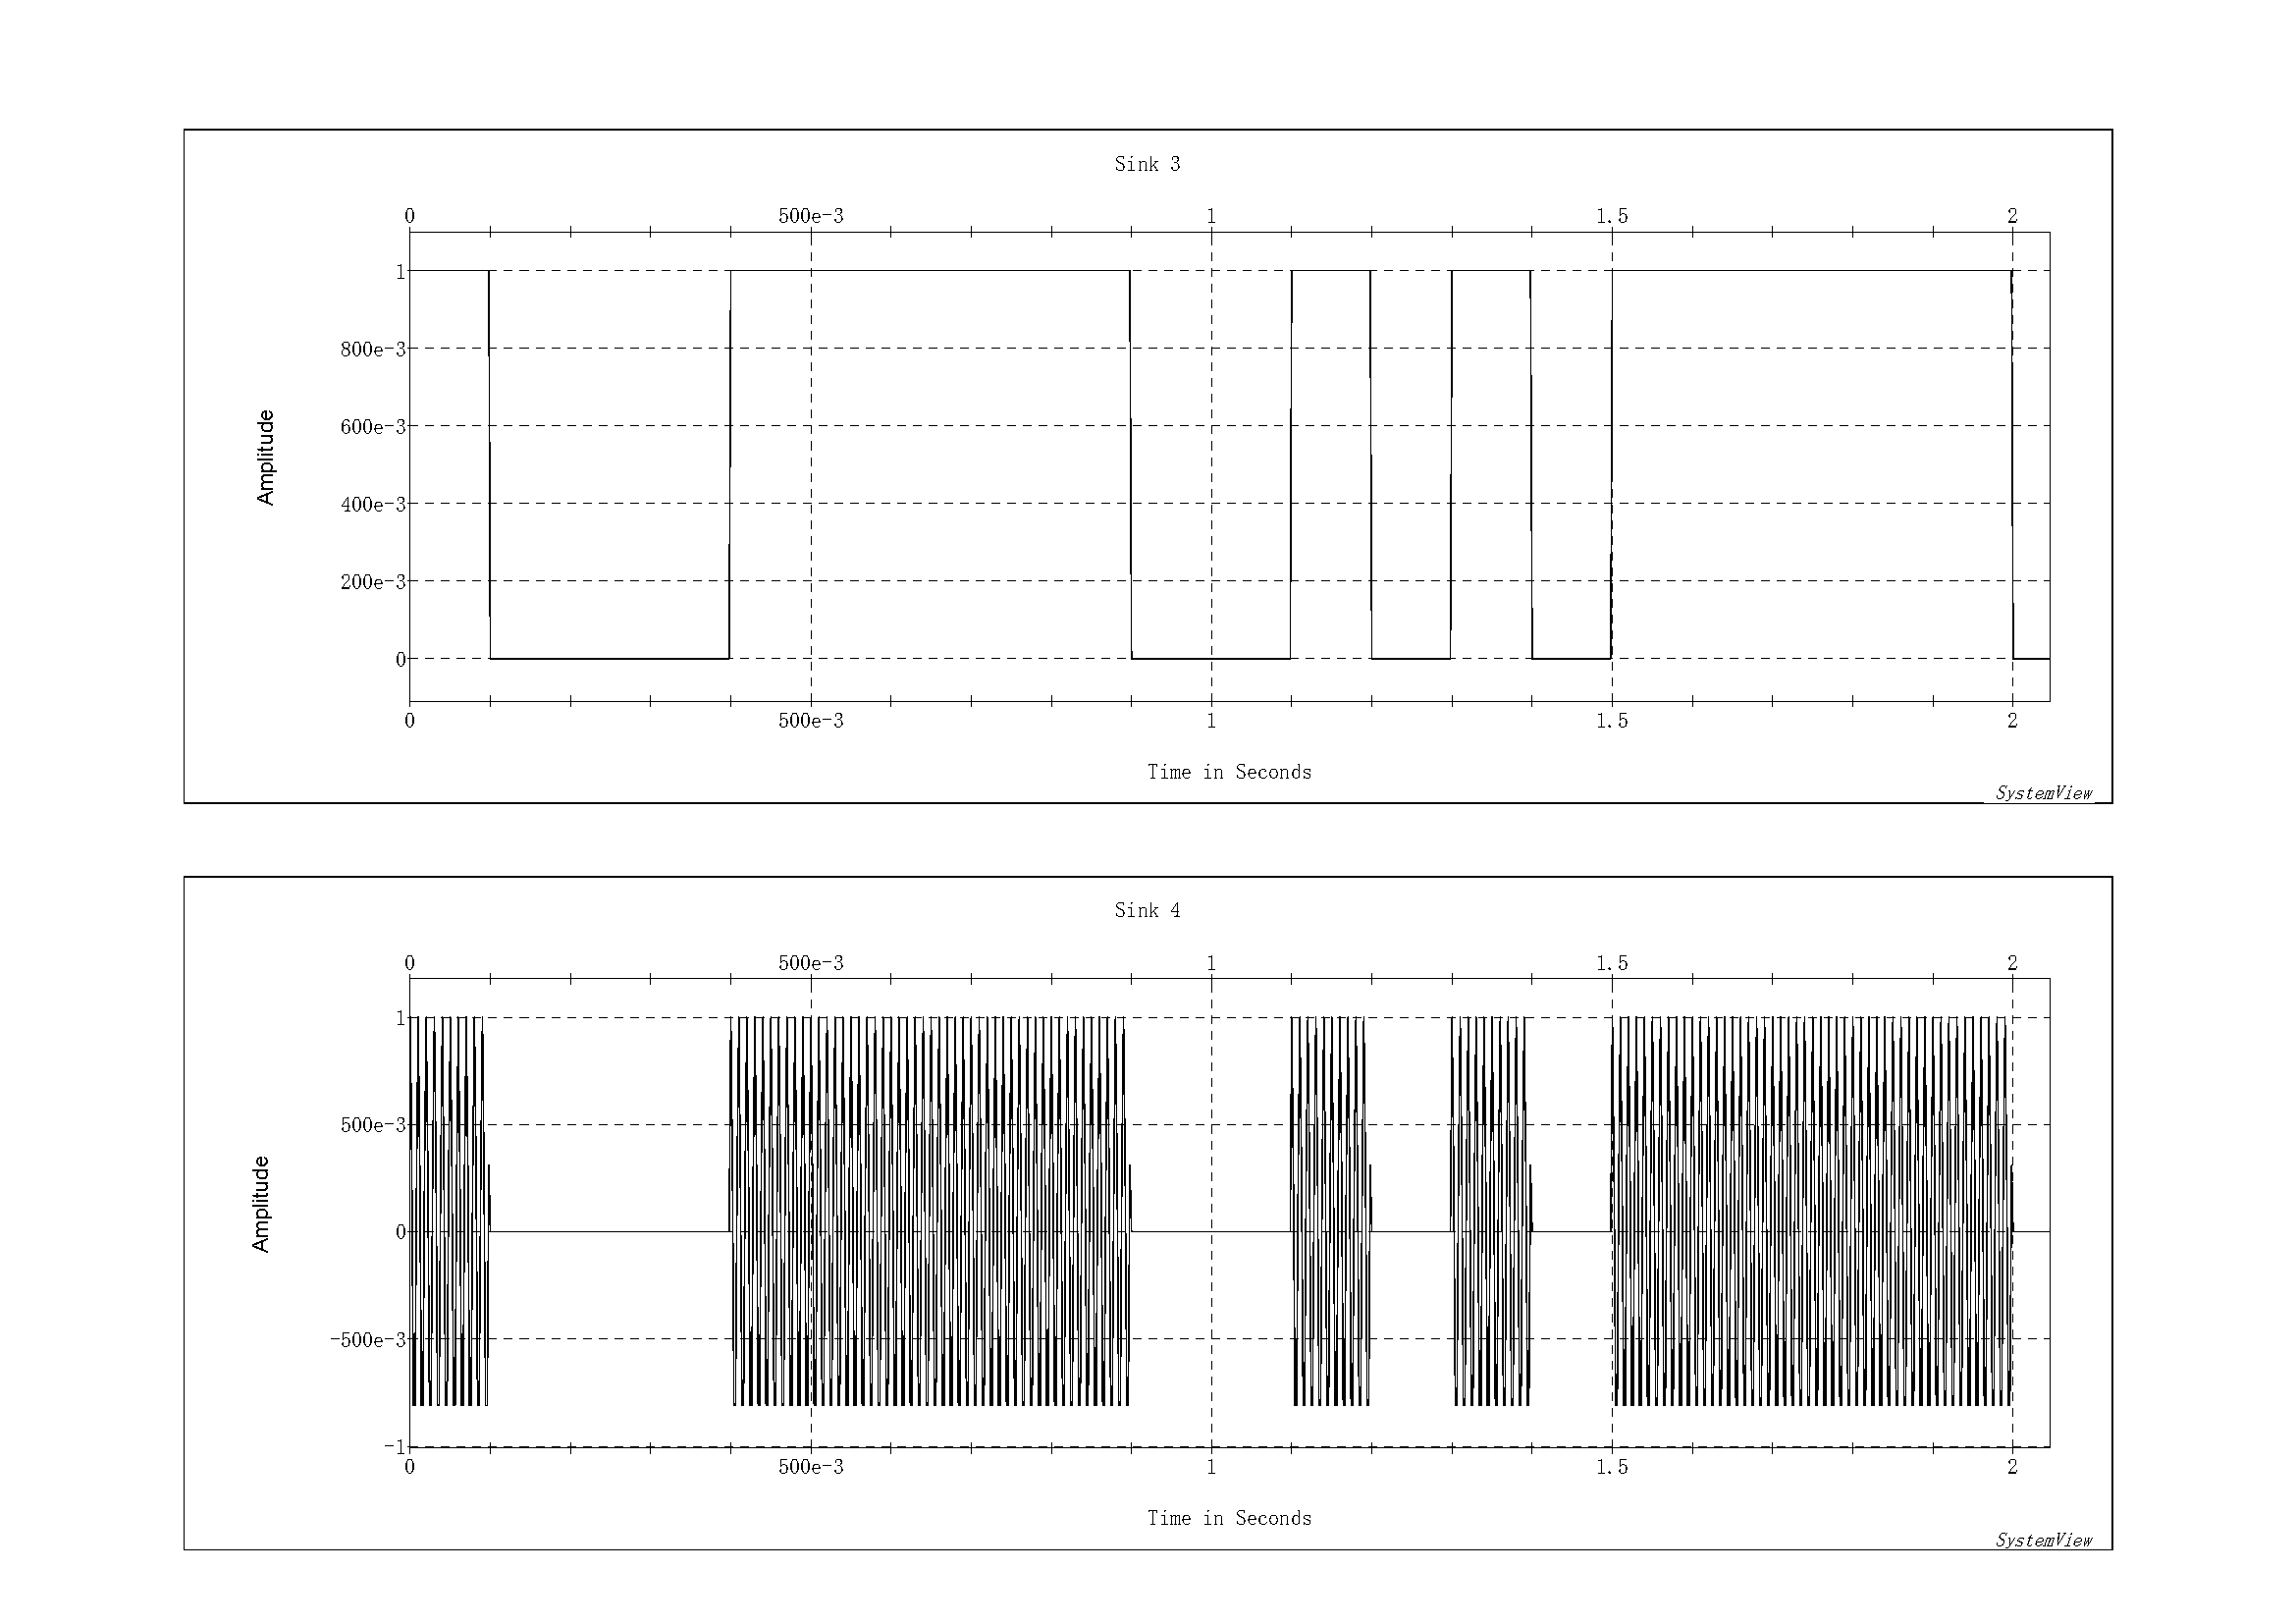 Sink 3
0 500e-3 1 1.5 2
1
800e-3
600e-3
400e-3
200e-3
0
Amplitude
0 500e-3 1 1.5 2
Time in Seconds
SystemView
Sink 4
0 500e-3 1 1.5 2
1
500e-3
0
-500e-3
-1
Amplitude
0 500e-3 1 1.5 2
Time in Seconds
SystemView